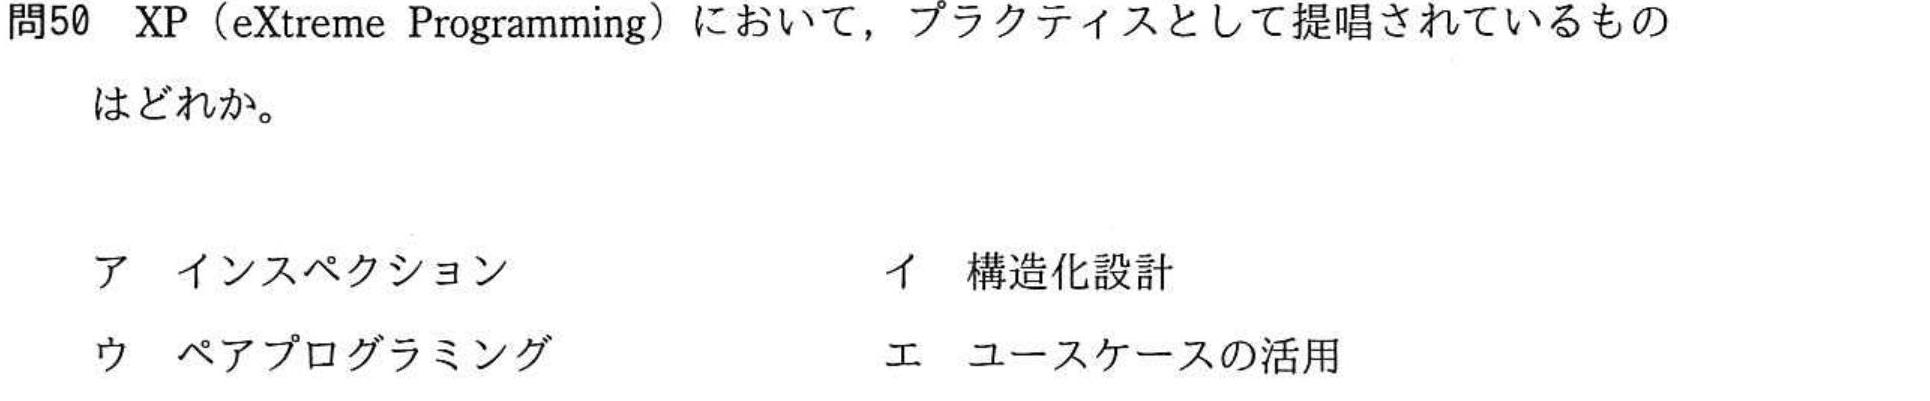 問50 XP（eXtreme Programming）において，プラクティスとして提唱されているもの
はどれか。
ア インスペクション イ 構造化設計
ウ ペアプログラミング エ ユースケースの活用